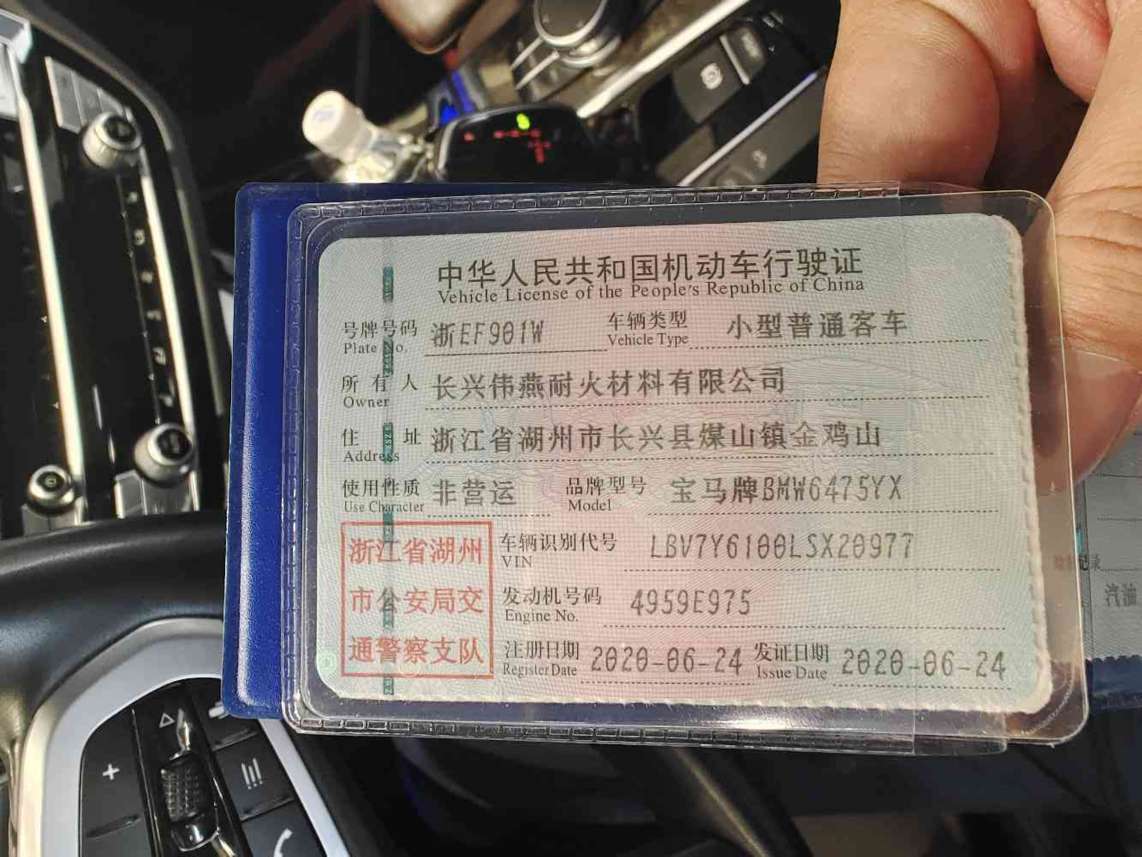 中华人民共和国机动车行驶证
Vehicle License of the People's Republic of China
号牌号码 浙EF901W 车辆类型 小型普通客车
Plate No. Vehicle Type
所有人 长兴伟燕耐火材料有限公司
Owner
住址 浙江省湖州市长兴县煤山镇金鸡山
Address
使用性质 非营运 品牌型号 宝马牌BMW6475YX
Use Character Model
浙江省湖州
市公安局交
通警察支队
车辆识别代号 LBV7Y6100LSX20977
VIN
发动机号码 4959E975
Engine No.
注册日期 2020-06-24 发证日期 2020-06-24
Register Date Issue Date
记录
汽油